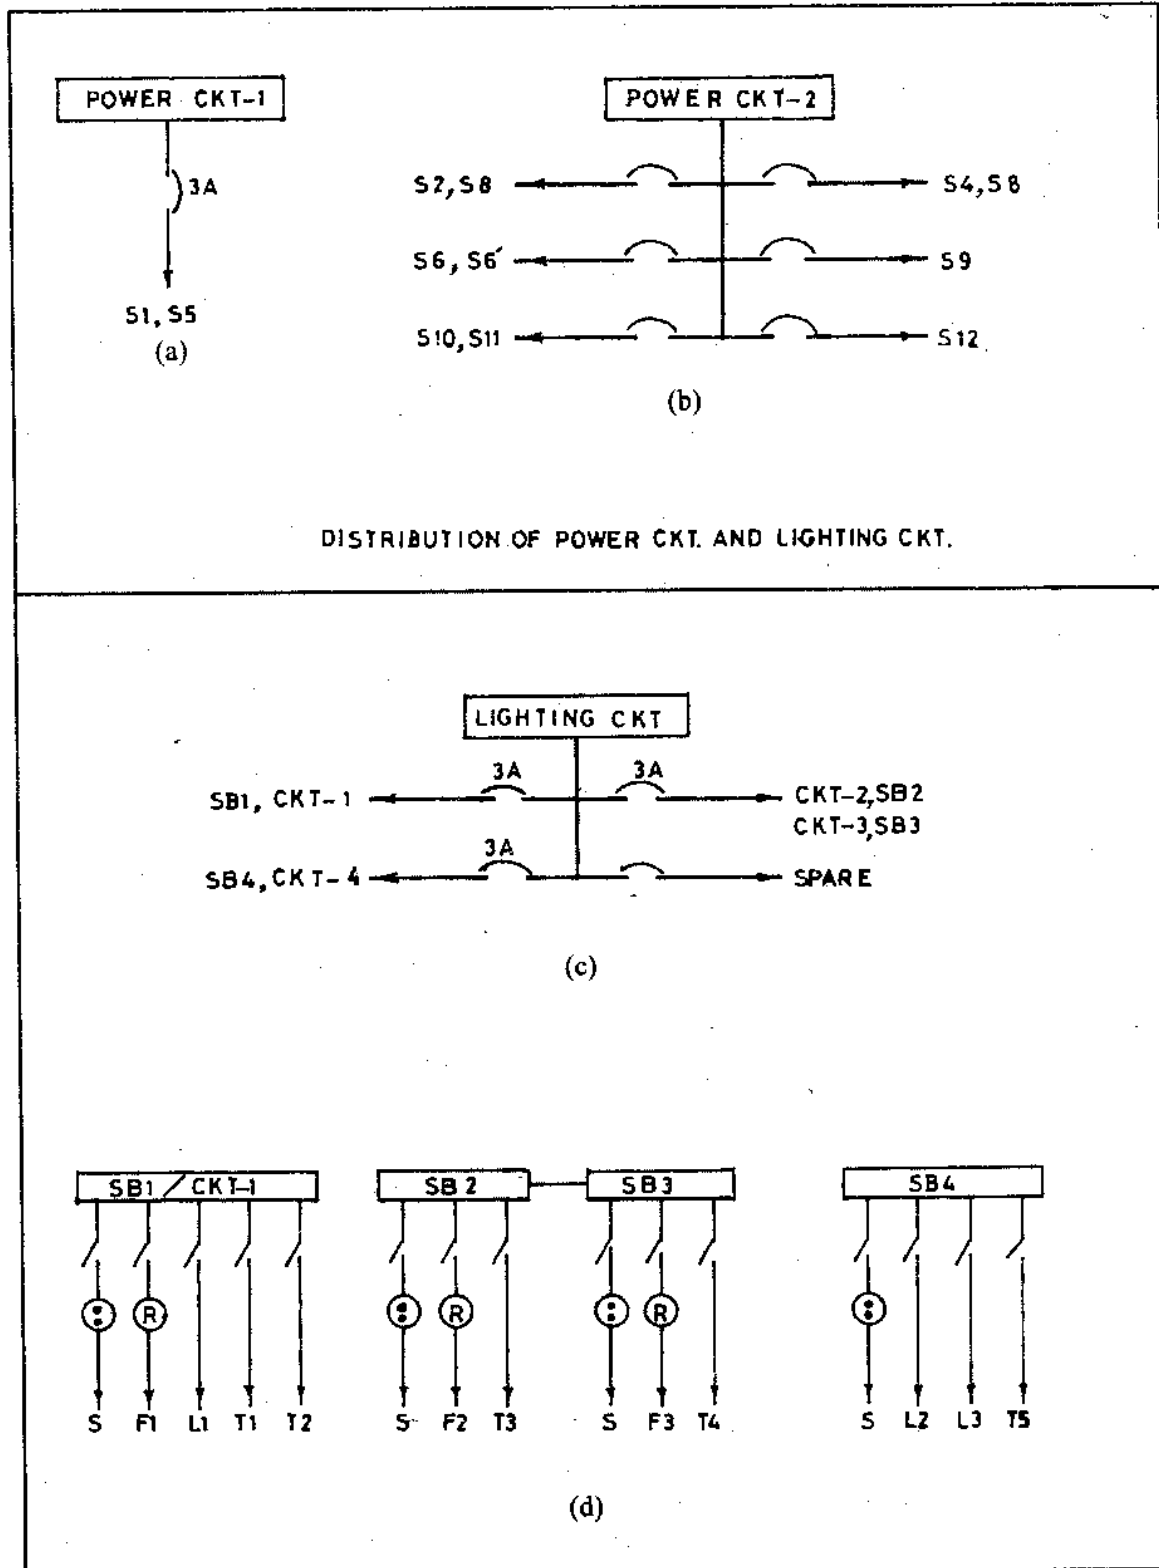 POWER CKT-1
3A
S1, S5
(a)
POWER CKT-2
S2, S8
S4, S8
S6, S6'
S9
S10, S11
S12
(b)
DISTRIBUTION OF POWER CKT. AND LIGHTING CKT.
LIGHTING CKT
3A
3A
SB1, CKT-1
CKT-2, SB2
CKT-3, SB3
3A
SB4, CKT-4
SPARE
(c)
SB1 / CKT-1
SB2
SB3
SB4
R
R
R
S F1 L1 T1 T2
S F2 T3
S F3 T4
S L2 L3 T5
(d)